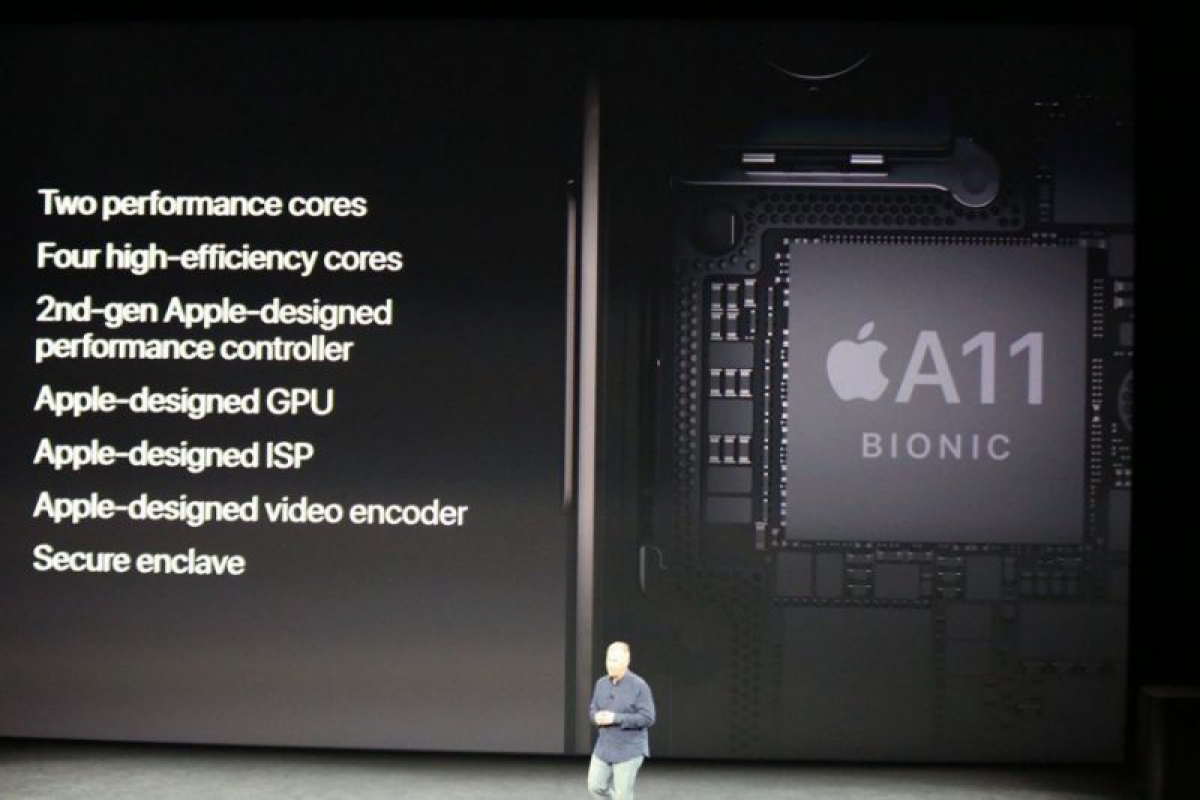 Two performance cores
Four high-efficiency cores
2nd-gen Apple-designed
performance controller
Apple-designed GPU
Apple-designed ISP
Apple-designed video encoder
Secure enclave
A11
BIONIC